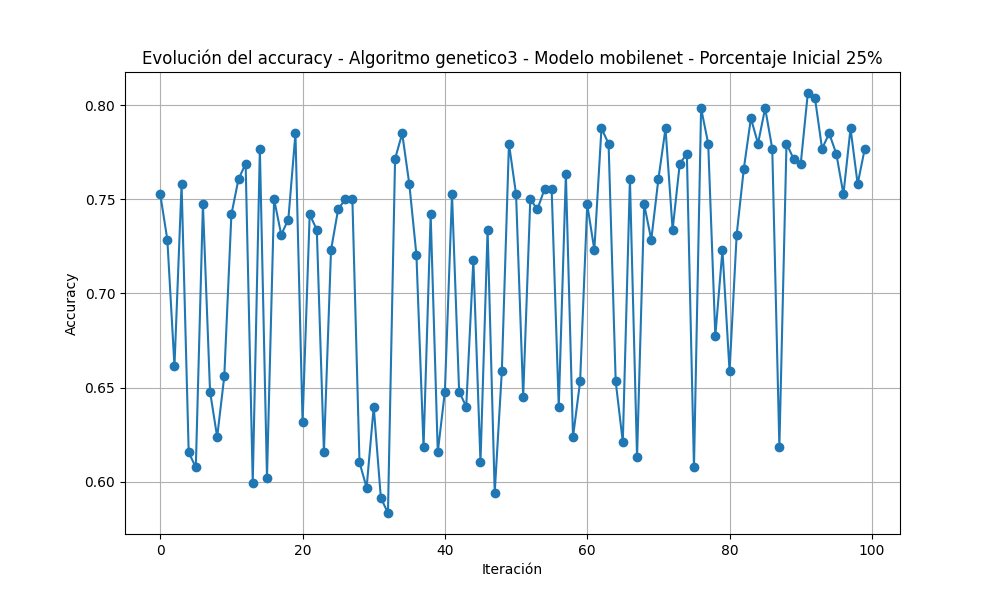 Evolución del accuracy - Algoritmo genetico3 - Modelo mobilenet - Porcentaje Inicial 25%
Accuracy
0.80
0.75
0.70
0.65
0.60
0 20 40 60 80 100
Iteración